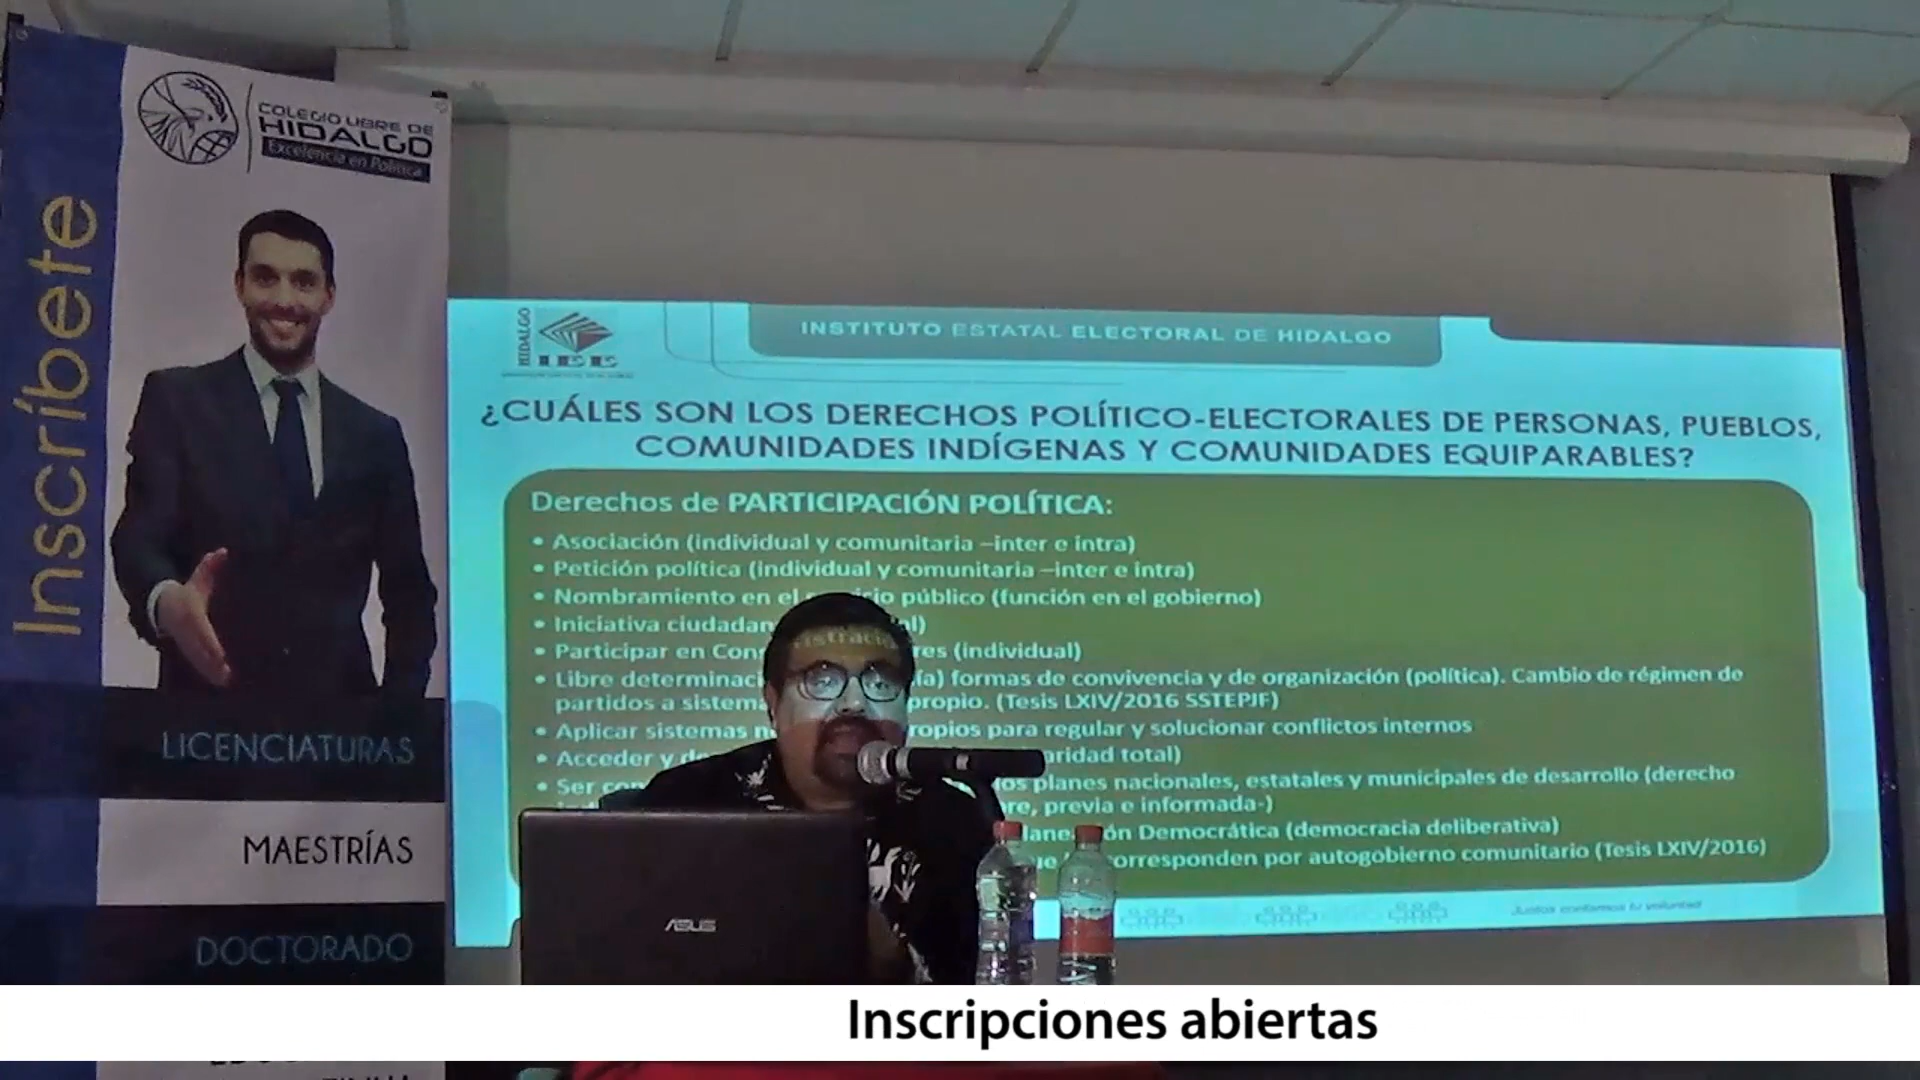 COLEGIO LIBRE DE
HIDALGO
Excelencia en Política
Inscríbete
LICENCIATURAS
MAESTRÍAS
DOCTORADO
HIDALGO
IEE
INSTITUTO ESTATAL ELECTORAL DE HIDALGO
¿CUÁLES SON LOS DERECHOS POLÍTICO-ELECTORALES DE PERSONAS, PUEBLOS,
COMUNIDADES INDÍGENAS Y COMUNIDADES EQUIPARABLES?
Derechos de PARTICIPACIÓN POLÍTICA:
• Asociación (individual y comunitaria –inter e intra)
• Petición política (individual y comunitaria –inter e intra)
• Nombramiento en el público (función en el gobierno)
• Iniciativa
• Participar en (individual)
• Libre formas de convivencia y de organización (política). Cambio de régimen de
partidos a propio. (Tesis LXIV/2016 SSTEPJF)
• Aplicar sistemas para regular y solucionar conflictos internos
• Acceder y total)
• Ser planes nacionales, estatales y municipales de desarrollo (derecho
previa e informada-)
Democrática (democracia deliberativa)
corresponden por autogobierno comunitario (Tesis LXIV/2016)
ASUS
Inscripciones abiertas